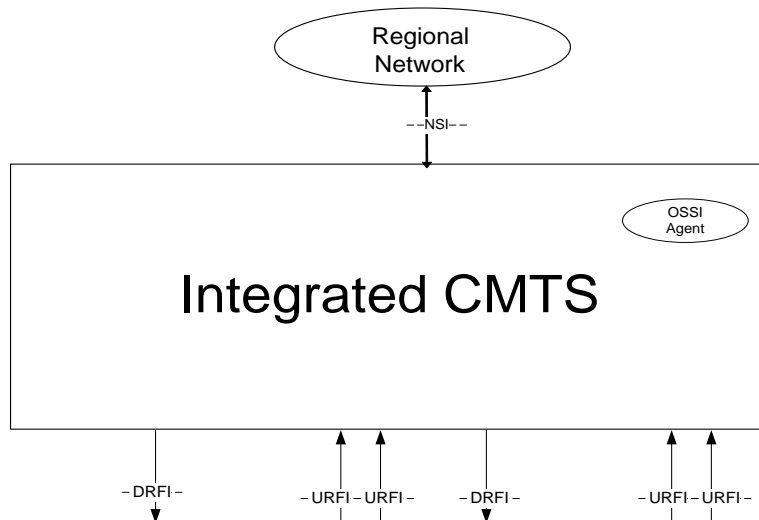 Regional
Network
NSI
OSSI
Agent
Integrated CMTS
DRFI URFI URFI DRFI URFI URFI